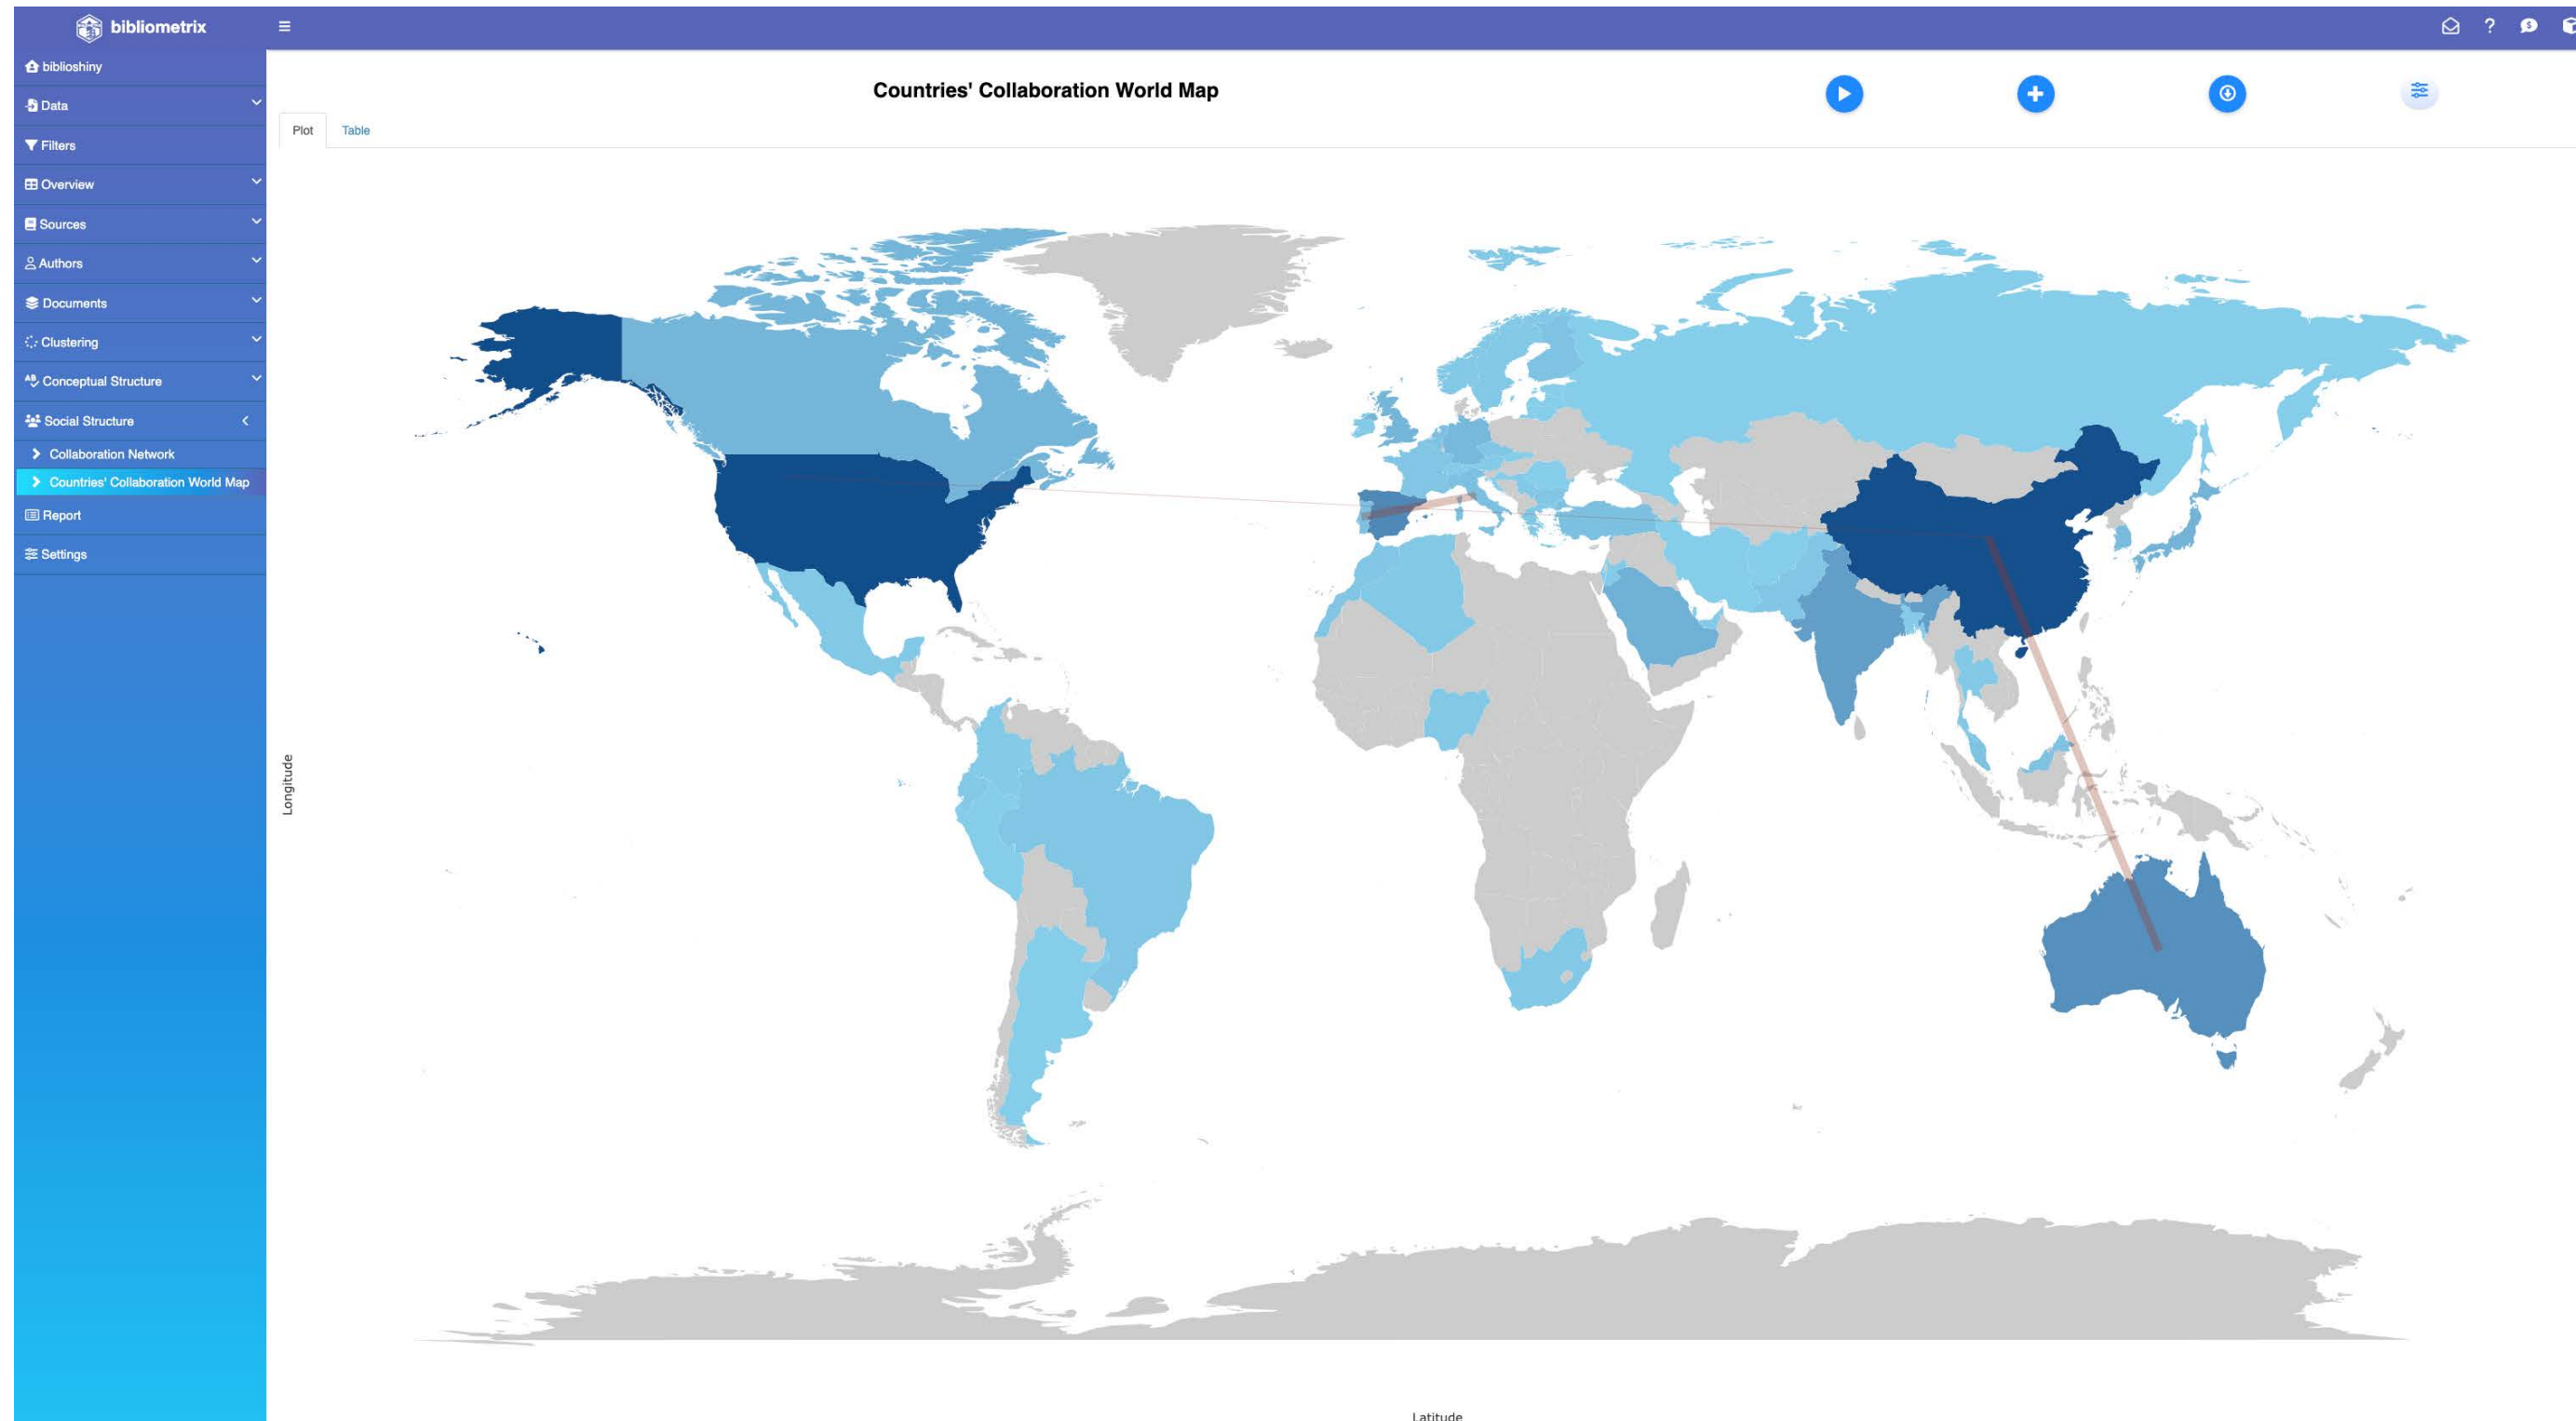 bibliometrix
biblioshiny
Data
Filters
Overview
Sources
Authors
Documents
Clustering
Conceptual Structure
Social Structure
Collaboration Network
Countries' Collaboration World Map
Report
Settings
Countries' Collaboration World Map
Plot Table
Longitude
Latitude